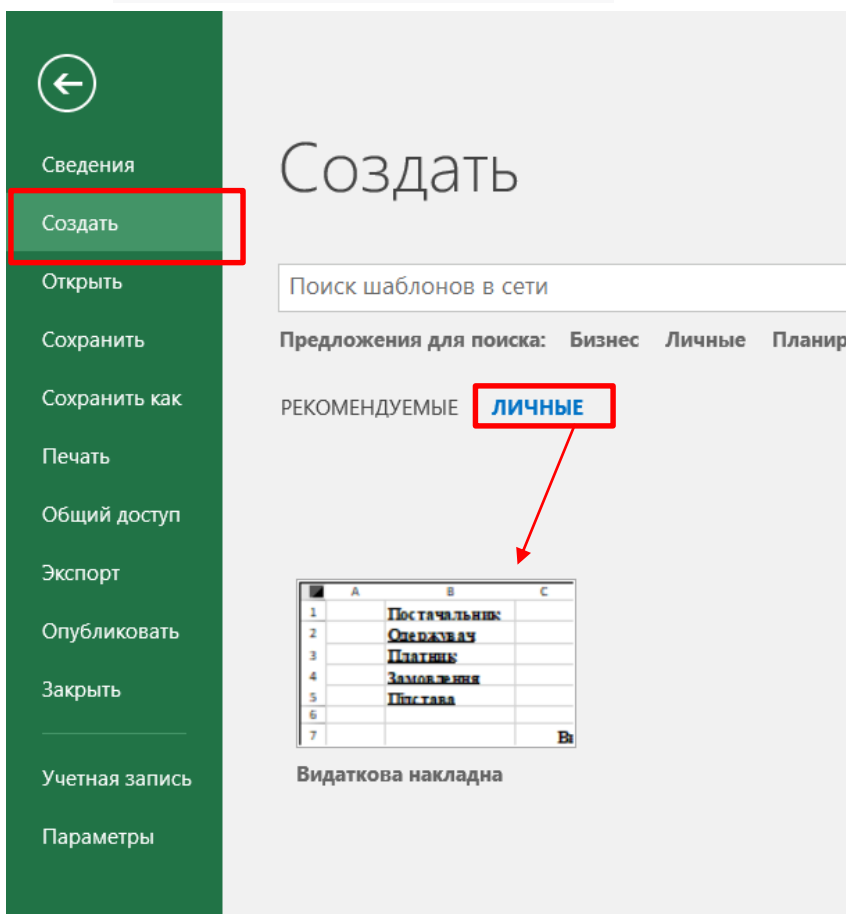 Сведения
Создать
Открыть
Сохранить
Сохранить как
Печать
Общий доступ
Экспорт
Опубликовать
Закрыть
Учетная запись
Параметры
Создать
Поиск шаблонов в сети
Предложения для поиска: Бизнес Личные Планир
РЕКОМЕНДУЕМЫЕ ЛИЧНЫЕ
A B C
1 Постачальник
2 Одержувач
3 Платник
4 Замовлення
5 Підстава
6
7 Ви
Видаткова накладна